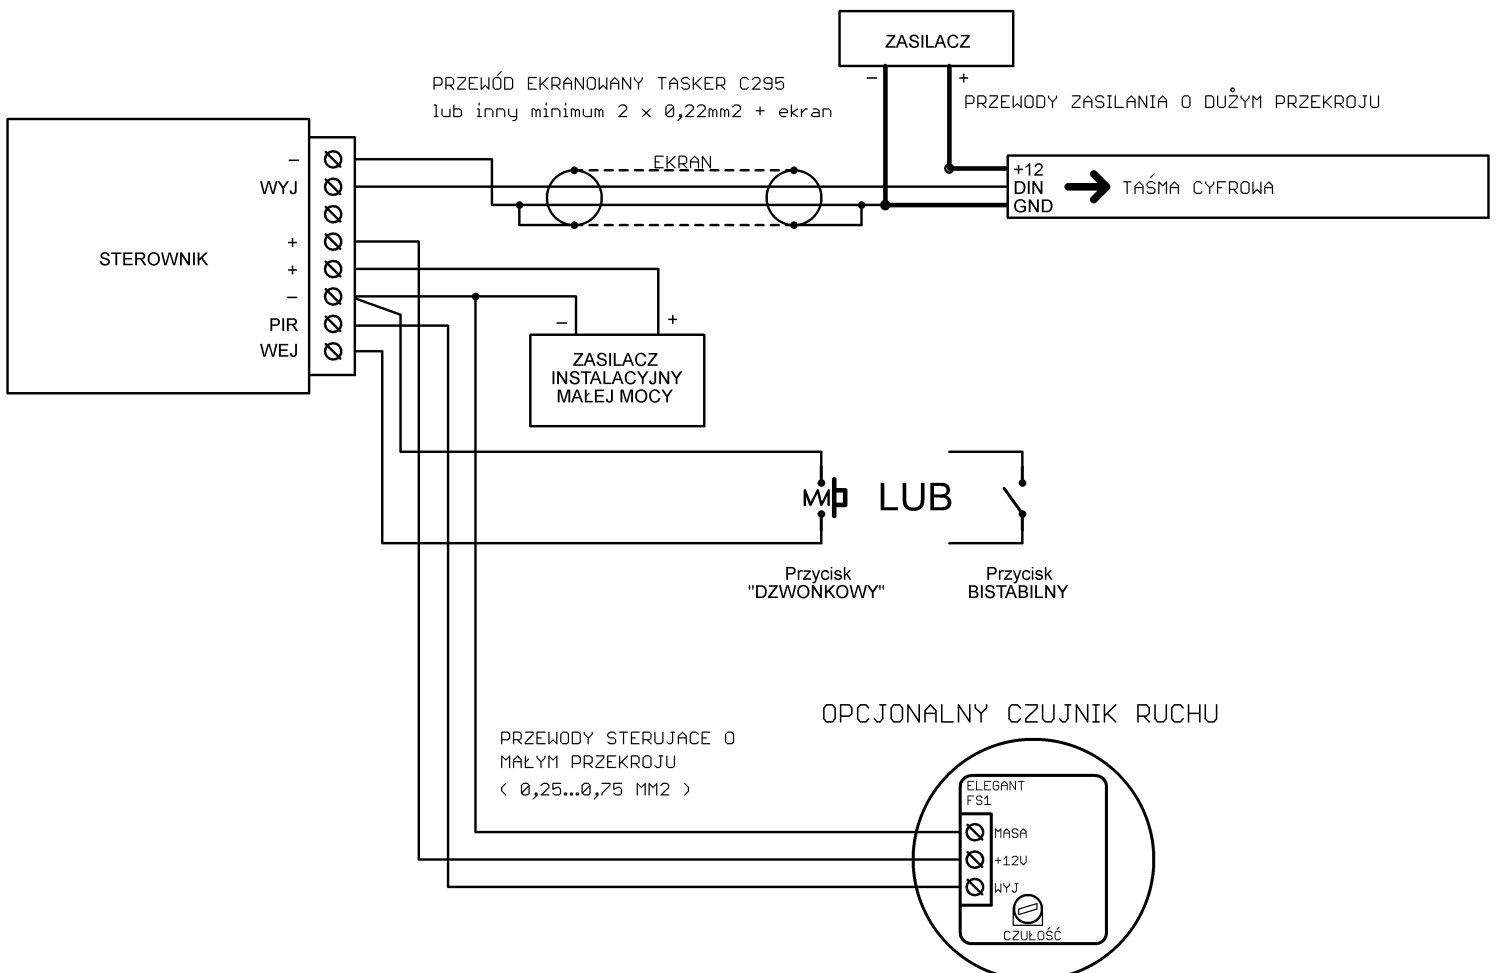 ZASILACZ
− +
PRZEWÓD EKRANOWANY TASKER C295
lub inny minimum 2 x 0,22mm2 + ekran
PRZEWODY ZASILANIA O DUŻYM PRZEKROJU
EKRAN
+12
DIN
GND
TAŚMA CYFROWA
STEROWNIK
−
WYJ
+
+
−
PIR
WEJ
− +
ZASILACZ
INSTALACYJNY
MAŁEJ MOCY
LUB
Przycisk
"DZWONKOWY"
Przycisk
BISTABILNY
OPCJONALNY CZUJNIK RUCHU
PRZEWODY STERUJACE O
MAŁYM PRZEKROJU
( 0,25...0,75 MM2 )
ELEGANT
FS1
MASA
+12V
WYJ
CZUŁOŚĆ